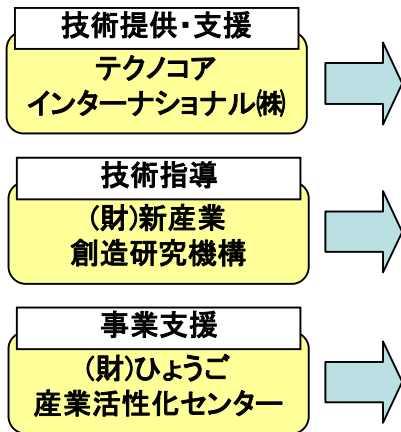 技術提供・支援
テクノコア
インターナショナル㈱
技術指導
(財)新産業
創造研究機構
事業支援
(財)ひょうご
産業活性化センター